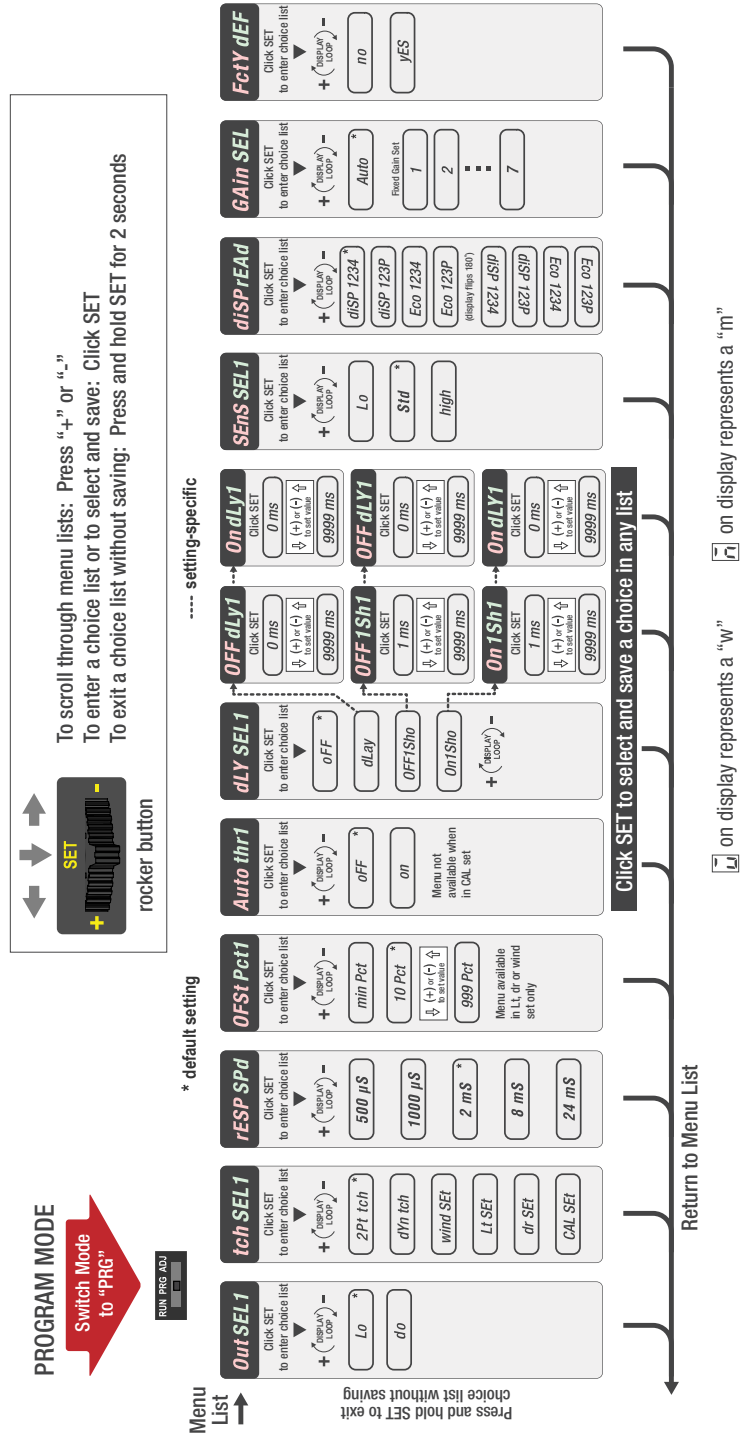 PROGRAM MODE
Switch Mode
to “PRG”
RUN PRG ADJ
+
SET
-
rocker button
To scroll through menu lists: Press “+” or “-”
To enter a choice list or to select and save: Click SET
To exit a choice list without saving: Press and hold SET for 2 seconds
* default setting
----- setting-specific
Menu
List
Press and hold SET to exit
choice list without saving
Out SEL1
Click SET
to enter choice list
+ DISPLAY LOOP -
Lo *
do
tch SEL1
Click SET
to enter choice list
+ DISPLAY LOOP -
2Pt tch *
dYn tch
wind SEt
Lt SEt
dr SEt
CAL SEt
rESP SPd
Click SET
to enter choice list
+ DISPLAY LOOP -
500 µS
1000 µS
2 mS *
8 mS
24 mS
OFSt Pct1
Click SET
to enter choice list
+ DISPLAY LOOP -
min Pct
10 Pct *
(+) or (-)
to set value
999 Pct
Menu available
in Lt, dr or wind
set only
Auto thr1
Click SET
to enter choice list
+ DISPLAY LOOP -
oFF *
on
Menu not
available when
in CAL set
dLY SEL1
Click SET
to enter choice list
oFF *
dLay
OFF1Sho
On1Sho
+ DISPLAY LOOP -
OFF dLy1
Click SET
0 ms
(+) or (-)
to set value
9999 ms
On dLy1
Click SET
0 ms
(+) or (-)
to set value
9999 ms
OFF 1Sh1
Click SET
1 ms
(+) or (-)
to set value
9999 ms
OFF dLY1
Click SET
0 ms
(+) or (-)
to set value
9999 ms
On 1Sh1
Click SET
1 ms
(+) or (-)
to set value
9999 ms
On dLY1
Click SET
0 ms
(+) or (-)
to set value
9999 ms
SEnS SEL1
Click SET
to enter choice list
+ DISPLAY LOOP -
Lo
Std *
high
diSP rEAd
Click SET
to enter choice list
+ DISPLAY LOOP -
diSP 1234 *
diSP 123P
Eco 1234
Eco 123P
(display flips 180˚)
diSP 1234
diSP 123P
Eco 1234
Eco 123P
GAin SEL
Click SET
to enter choice list
+ DISPLAY LOOP -
Auto *
Fixed Gain Set
1
2
7
FctY dEF
Click SET
to enter choice list
+ DISPLAY LOOP -
no
yES
Click SET to select and save a choice in any list
Return to Menu List
on display represents a “w”
on display represents a “m”